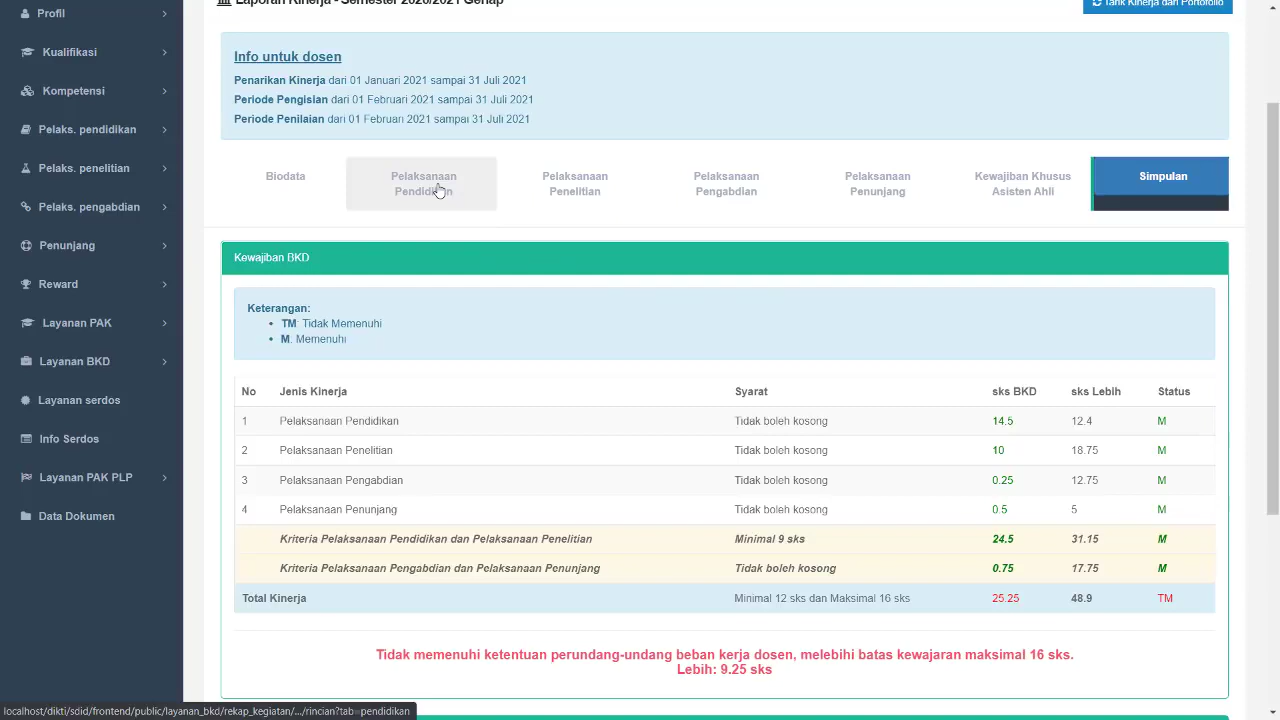 Profil
Kualifikasi
Kompetensi
Pelaks. pendidikan
Pelaks. penelitian
Pelaks. pengabdian
Penunjang
Reward
Layanan PAK
Layanan BKD
Layanan serdos
Info Serdos
Layanan PAK PLP
Data Dokumen
Laporan Kinerja - Semester 2020/2021 Genap
Tarik Kinerja dari Portofolio
Info untuk dosen
Penarikan Kinerja dari 01 Januari 2021 sampai 31 Juli 2021
Periode Pengisian dari 01 Februari 2021 sampai 31 Juli 2021
Periode Penilaian dari 01 Februari 2021 sampai 31 Juli 2021
Biodata
Pelaksanaan
Pendidikan
Pelaksanaan
Penelitian
Pelaksanaan
Pengabdian
Pelaksanaan
Penunjang
Kewajiban Khusus
Asisten Ahli
Simpulan
Kewajiban BKD
Keterangan:
• TM: Tidak Memenuhi
• M: Memenuhi
No Jenis Kinerja Syarat sks BKD sks Lebih Status
1 Pelaksanaan Pendidikan Tidak boleh kosong 14.5 12.4 M
2 Pelaksanaan Penelitian Tidak boleh kosong 10 18.75 M
3 Pelaksanaan Pengabdian Tidak boleh kosong 0.25 12.75 M
4 Pelaksanaan Penunjang Tidak boleh kosong 0.5 5 M
Kriteria Pelaksanaan Pendidikan dan Pelaksanaan Penelitian Minimal 9 sks 24.5 31.15 M
Kriteria Pelaksanaan Pengabdian dan Pelaksanaan Penunjang Tidak boleh kosong 0.75 17.75 M
Total Kinerja Minimal 12 sks dan Maksimal 16 sks 25.25 48.9 TM
Tidak memenuhi ketentuan perundang-undang beban kerja dosen, melebihi batas kewajaran maksimal 16 sks.
Lebih: 9.25 sks
localhost/dikti/sdid/frontend/public/layanan_bkd/rekap_kegiatan/.../rincian?tab=pendidikan